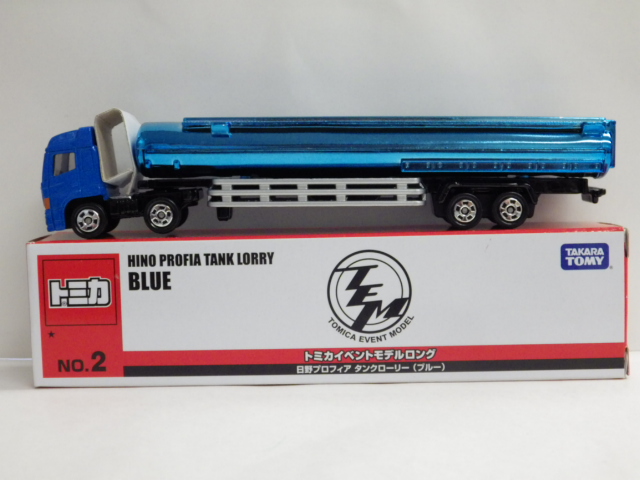 HINO PROFIA TANK LORRY
BLUE
トミカ
NO.2
TEM
TOMICA EVENT MODEL
TAKARA
TOMY
トミカイベントモデルロング
日野プロフィア タンクローリー（ブルー）